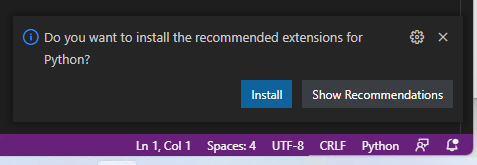 Do you want to install the recommended extensions for
Python?
Install Show Recommendations
Ln 1, Col 1 Spaces: 4 UTF-8 CRLF Python